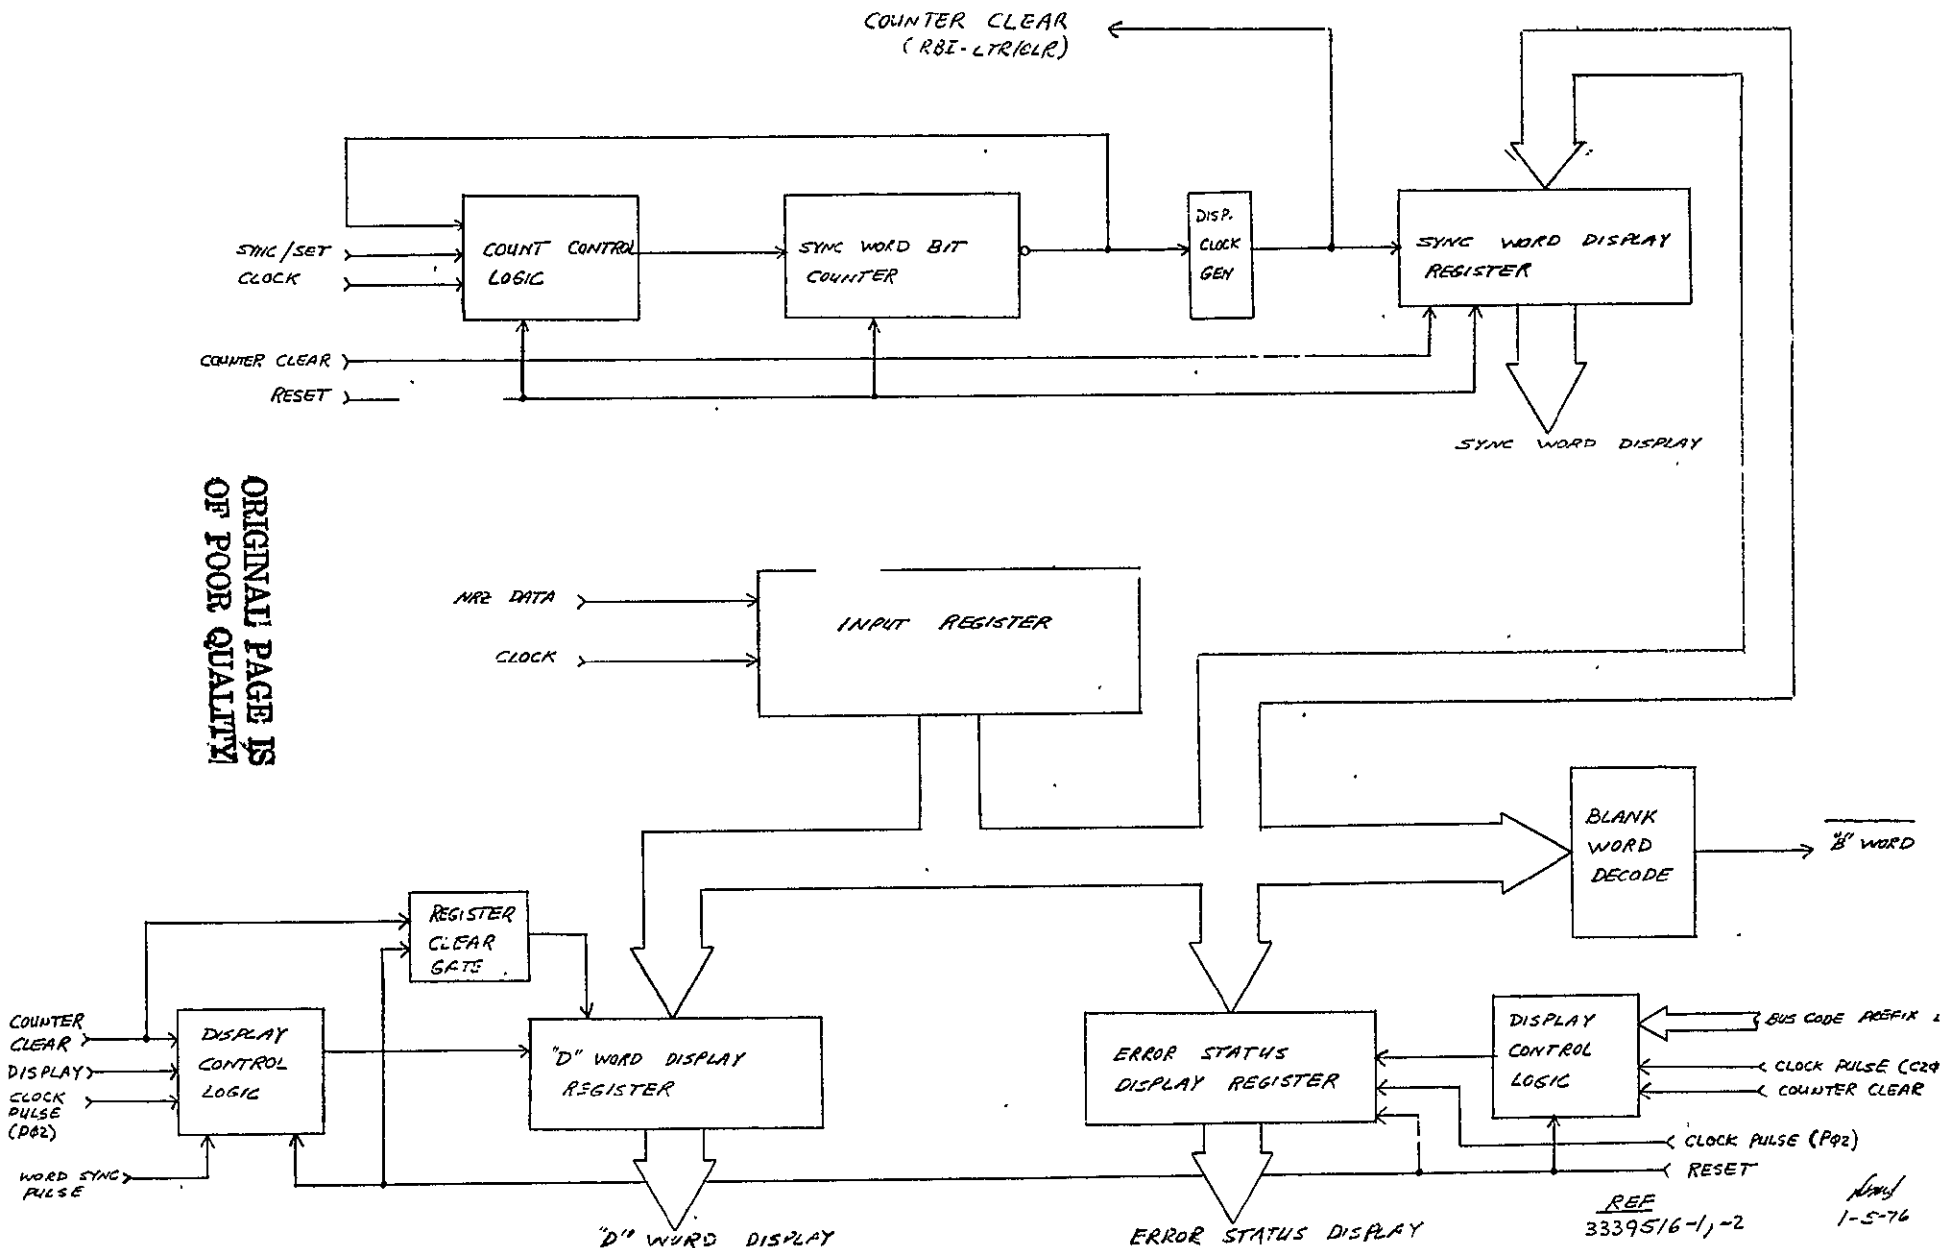 COUNTER CLEAR
(RBI-LTR/CLR)
SYNC/SET
CLOCK
COUNT CONTROL
LOGIC
SYNC WORD BIT
COUNTER
DISP.
CLOCK
GEN
SYNC WORD DISPLAY
REGISTER
COUNTER CLEAR
RESET
SYNC WORD DISPLAY
ORIGINAL PAGE IS
OF POOR QUALITY
NRZ DATA
CLOCK
INPUT REGISTER
BLANK
WORD
DECODE
"B" WORD
REGISTER
CLEAR
GATE
COUNTER
CLEAR
DISPLAY
CLOCK
PULSE
(Pφ2)
WORD SYNC
PULSE
DISPLAY
CONTROL
LOGIC
"D" WORD DISPLAY
REGISTER
ERROR STATUS
DISPLAY REGISTER
DISPLAY
CONTROL
LOGIC
BUS CODE PREFIX
CLOCK PULSE (C2φ
COUNTER CLEAR
CLOCK PULSE (Pφ2)
RESET
"D" WORD DISPLAY
ERROR STATUS DISPLAY
REF
3339516-1,-2
1-5-76